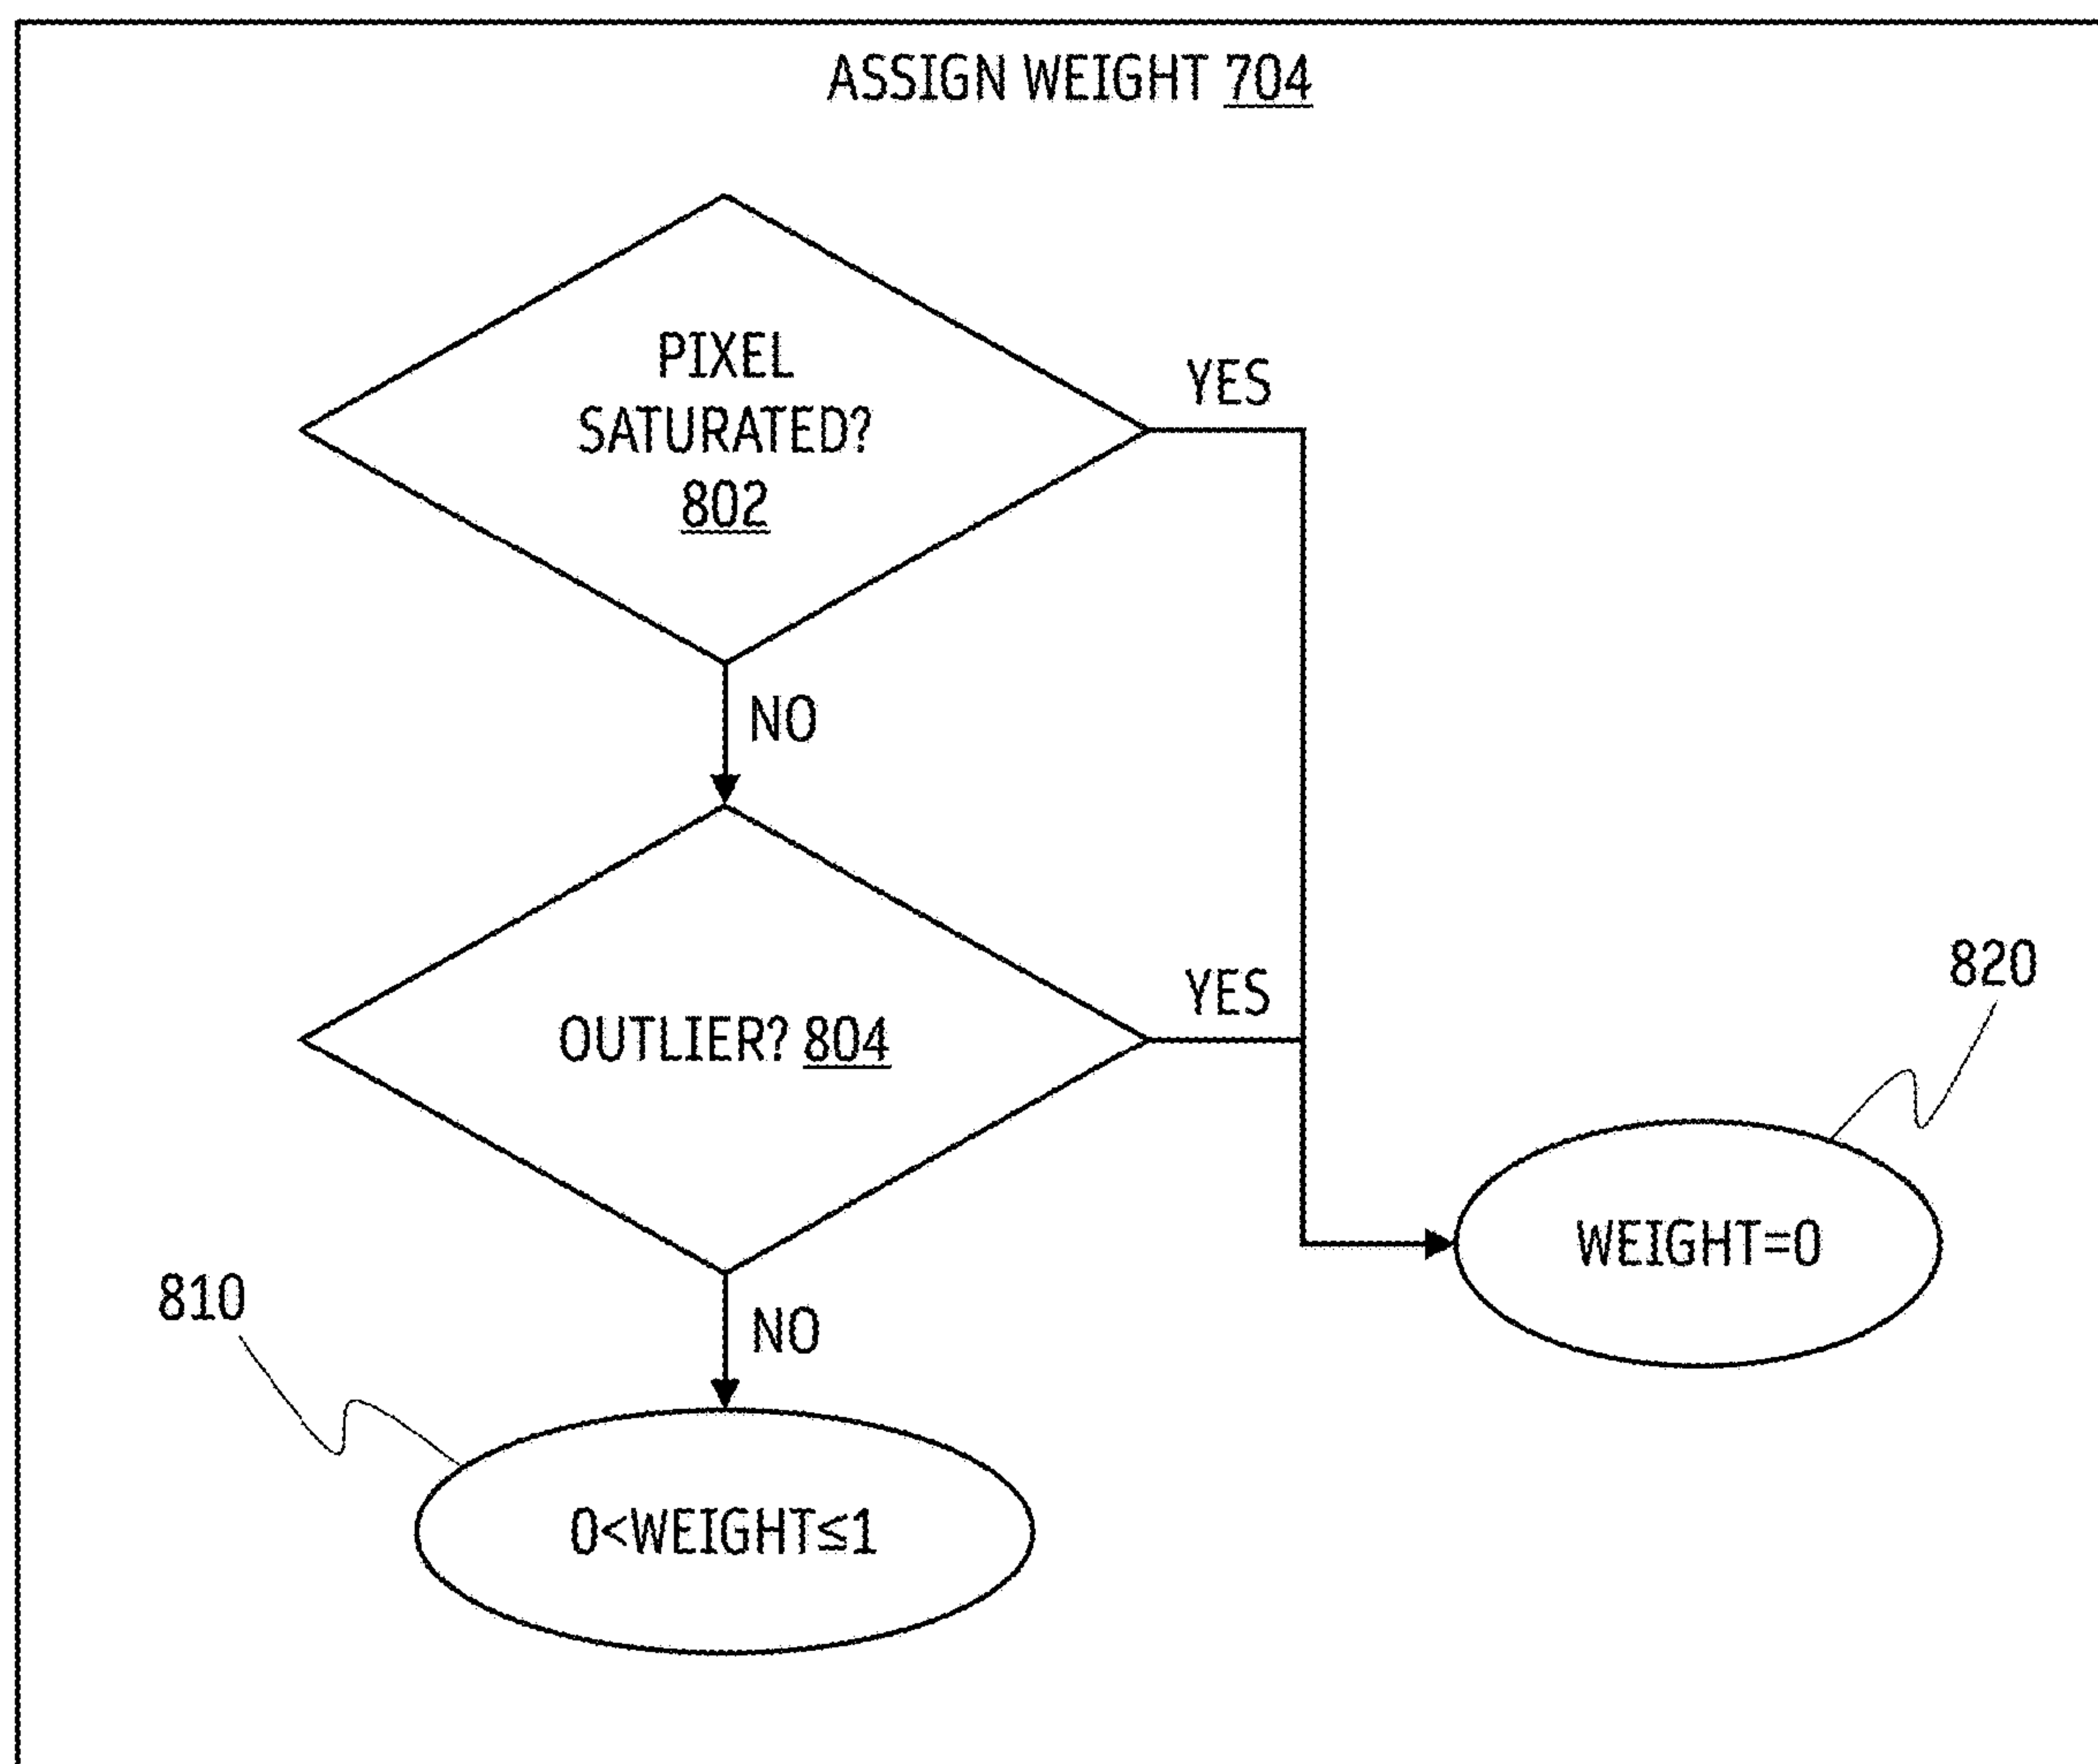 ASSIGN WEIGHT 704
PIXEL
SATURATED?
802
YES
NO
OUTLIER? 804
YES
820
WEIGHT=0
810
NO
0<WEIGHT≤1